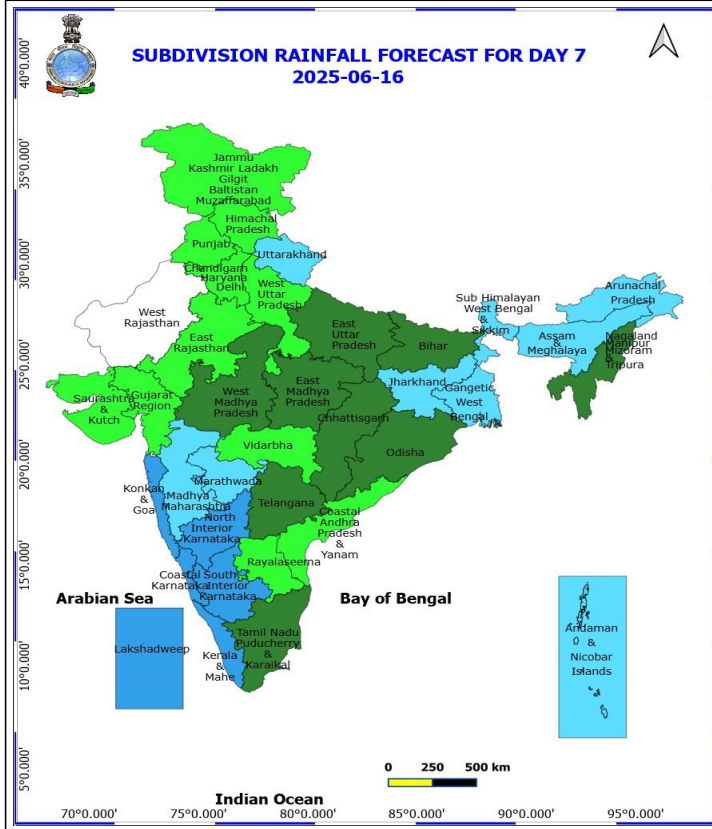 SUBDIVISION RAINFALL FORECAST FOR DAY 7
2025-06-16
40°0.000'
35°0.000'
30°0.000'
25°0.000'
20°0.000'
15°0.000'
10°0.000'
5°0.000'
Jammu
Kashmir Ladakh
Gilgit
Baltistan
Muzaffarabad
Himachal
Pradesh
Punjab
Uttarakhand
Chandigarh
Haryana
Delhi
West
Uttar
Pradesh
West
Rajasthan
East
Rajasthan
East
Uttar
Pradesh
Bihar
Sub Himalayan
West Bengal
&
Sikkim
Arunachal
Pradesh
Assam
&
Meghalaya
Nagaland
Manipur
Mizoram
&
Tripura
Saurashtra
&
Kutch
Gujarat
Region
West
Madhya
Pradesh
East
Madhya
Pradesh
Jharkhand
Gangetic
West
Bengal
Chhattisgarh
Odisha
Vidarbha
Konkan
&
Goa
Madhya
Maharashtra
Marathwada
Telangana
North
Interior
Karnataka
Coastal
Andhra
Pradesh
&
Yanam
Rayalaseema
Coastal
Karnataka
South
Interior
Karnataka
Arabian Sea
Bay of Bengal
Lakshadweep
Kerala
&
Mahe
Tamil Nadu
Puducherry
&
Karaikal
Andaman
&
Nicobar
Islands
0 250 500 km
Indian Ocean
70°0.000' 75°0.000' 80°0.000' 85°0.000' 90°0.000' 95°0.000'